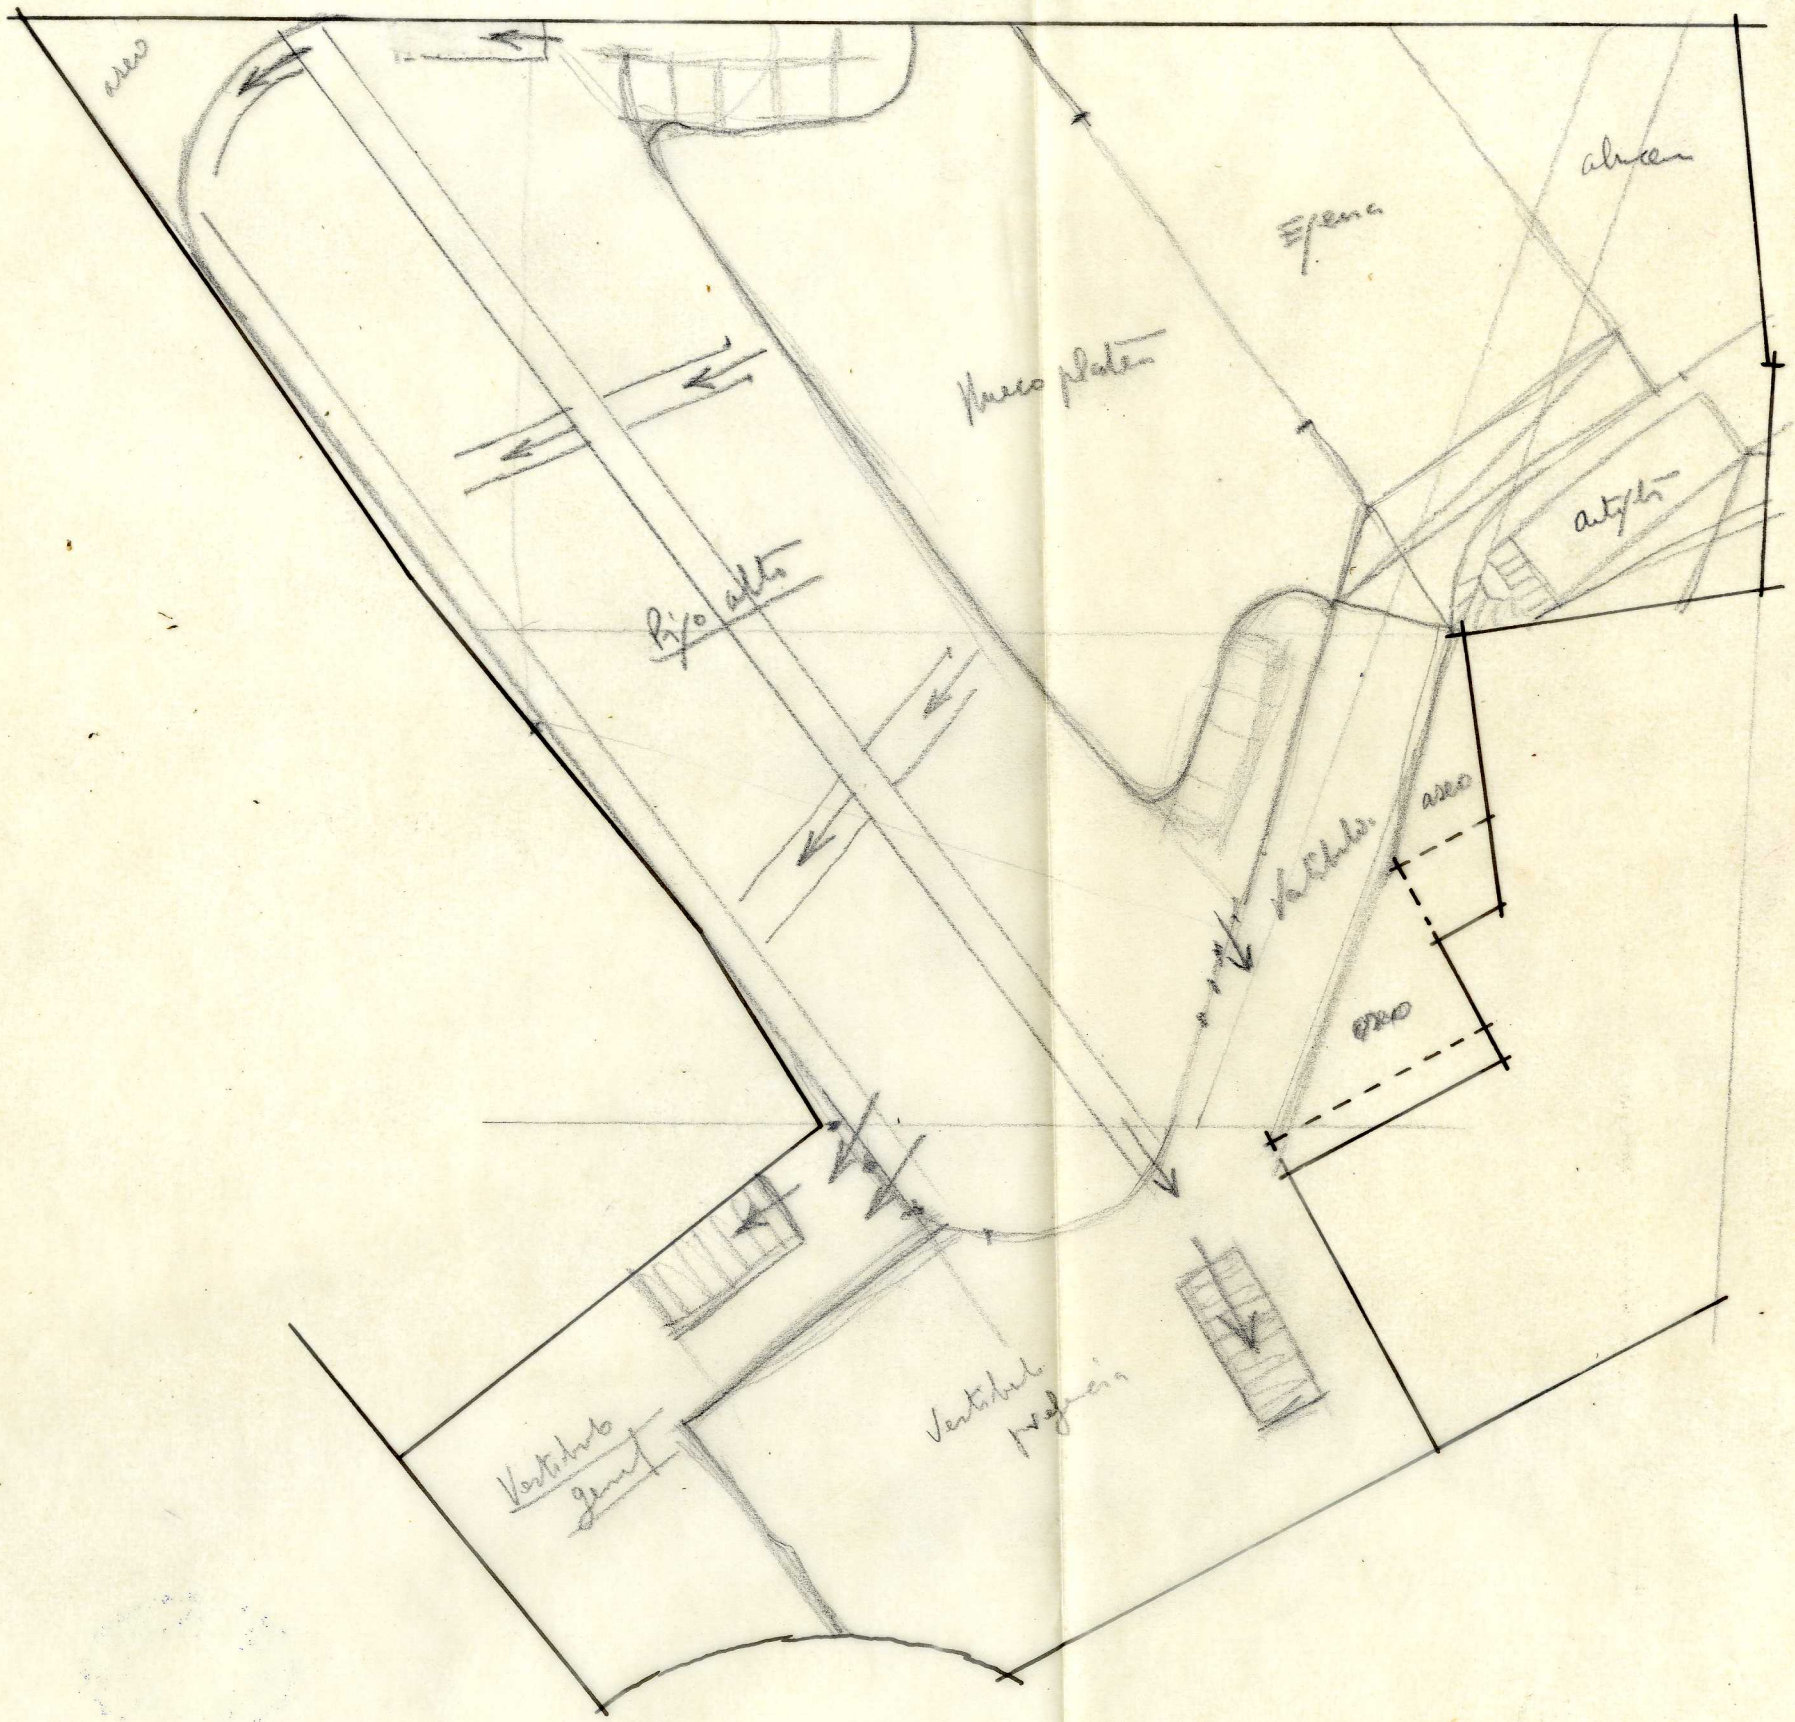 aseo
almacen
Escena
Hueco platea
artistas
Piso alto
aseo
Vestibulo
aseo
Vestibulo
preferencia
Vestibulo
general